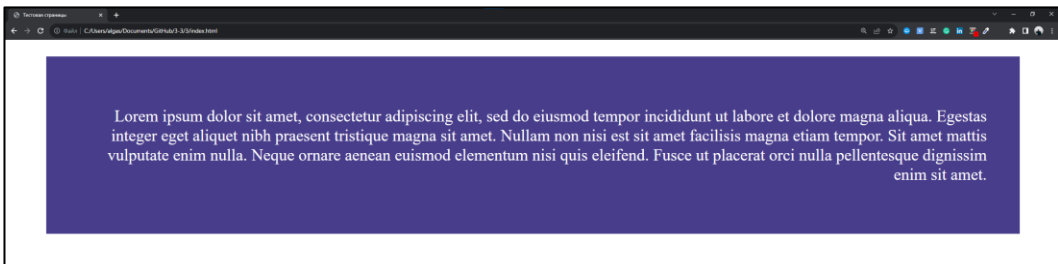 Тестовая страницы
Файл | C:/Users/algas/Documents/GitHub/3-3/3/index.html
Lorem ipsum dolor sit amet, consectetur adipiscing elit, sed do eiusmod tempor incididunt ut labore et dolore magna aliqua. Egestas
integer eget aliquet nibh praesent tristique magna sit amet. Nullam non nisi est sit amet facilisis magna etiam tempor. Sit amet mattis
vulputate enim nulla. Neque ornare aenean euismod elementum nisi quis eleifend. Fusce ut placerat orci nulla pellentesque dignissim
enim sit amet.